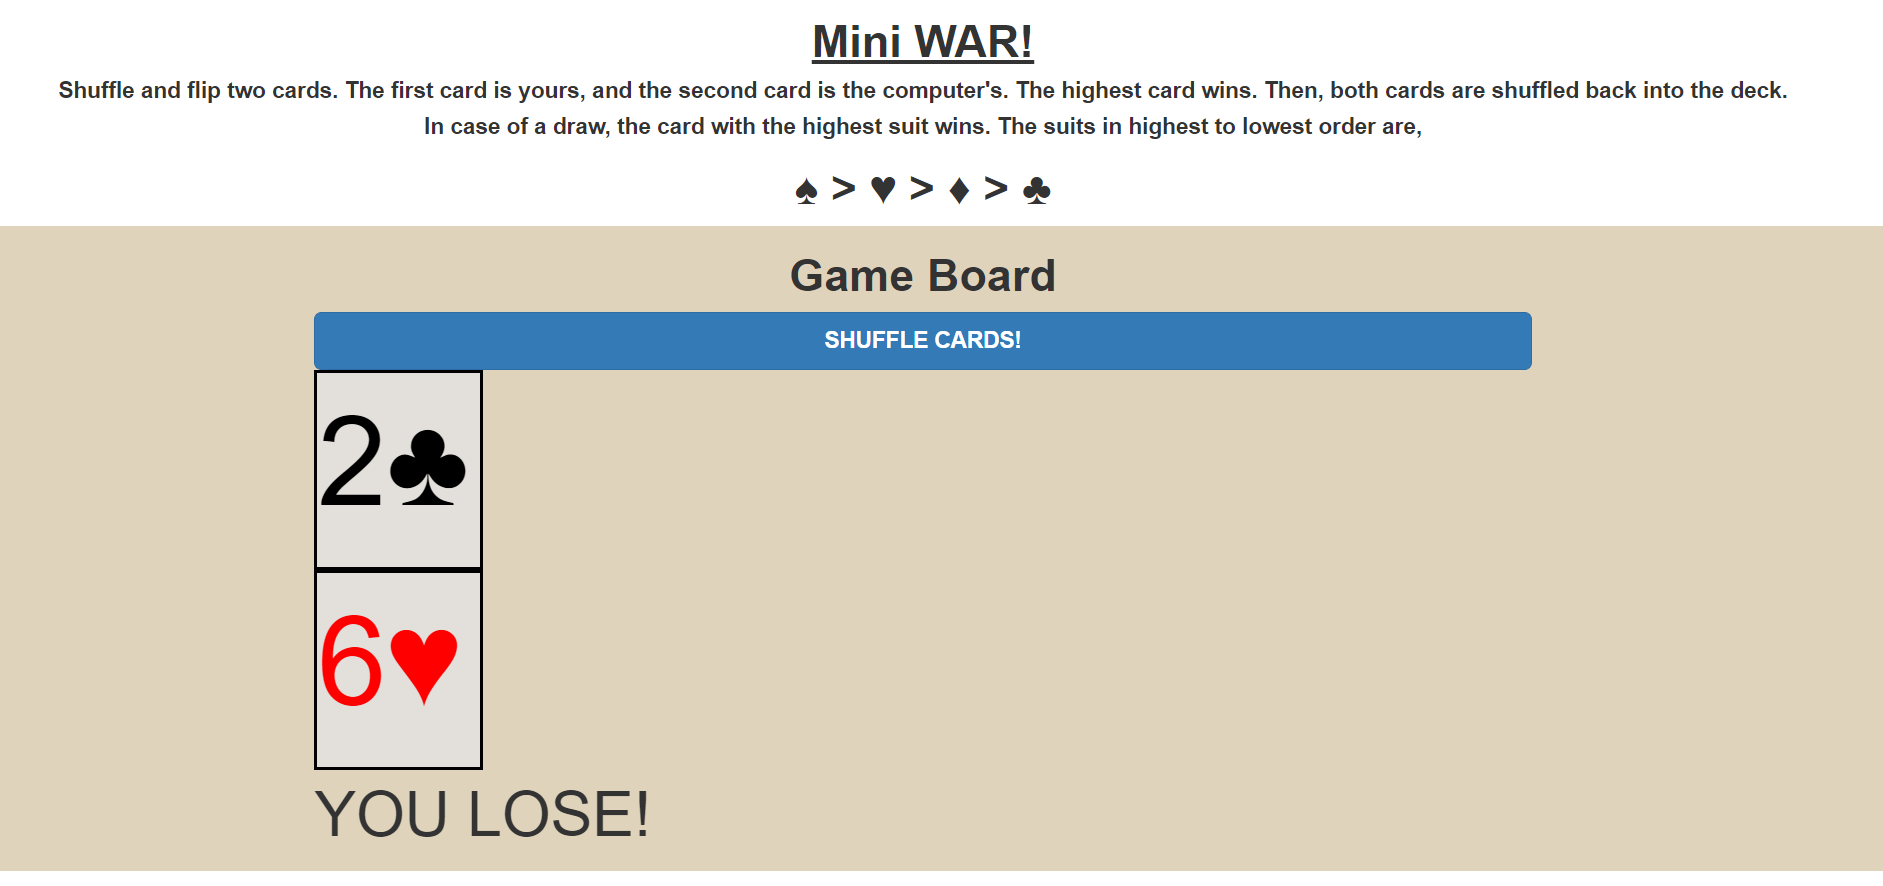 Mini WAR!
Shuffle and flip two cards. The first card is yours, and the second card is the computer's. The highest card wins. Then, both cards are shuffled back into the deck.
In case of a draw, the card with the highest suit wins. The suits in highest to lowest order are,
♠ > ♥ > ♦ > ♣
Game Board
SHUFFLE CARDS!
2♣
6♥
YOU LOSE!